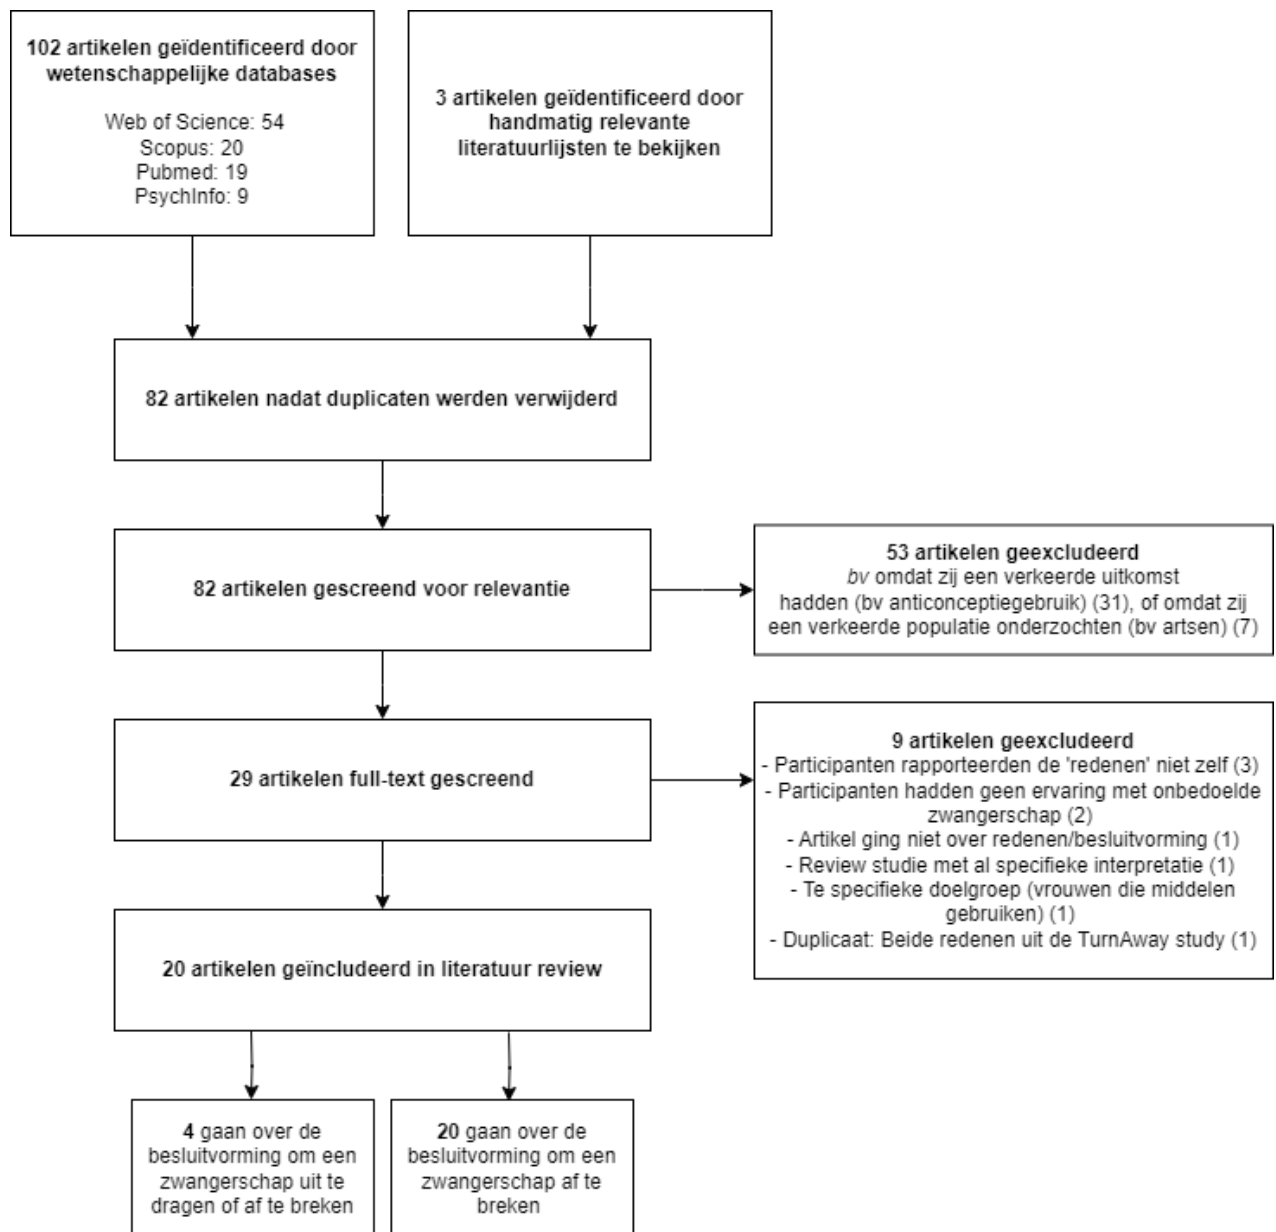 102 artikelen geïdentificeerd door
wetenschappelijke databases
Web of Science: 54
Scopus: 20
Pubmed: 19
PsychInfo: 9
3 artikelen geïdentificeerd door
handmatig relevante
literatuurlijsten te bekijken
82 artikelen nadat duplicaten werden verwijderd
82 artikelen gescreend voor relevantie
53 artikelen geexcludeerd
bv omdat zij een verkeerde uitkomst
hadden (bv anticonceptiegebruik) (31), of omdat zij
een verkeerde populatie onderzochten (bv artsen) (7)
29 artikelen full-text gescreend
9 artikelen geexcludeerd
- Participanten rapporteerden de 'redenen' niet zelf (3)
- Participanten hadden geen ervaring met onbedoelde
zwangerschap (2)
- Artikel ging niet over redenen/besluitvorming (1)
- Review studie met al specifieke interpretatie (1)
- Te specifieke doelgroep (vrouwen die middelen
gebruiken) (1)
- Duplicaat: Beide redenen uit de TurnAway study (1)
20 artikelen geïncludeerd in literatuur review
4 gaan over de
besluitvorming om een
zwangerschap uit te
dragen of af te breken
20 gaan over de
besluitvorming om een
zwangerschap af te
breken